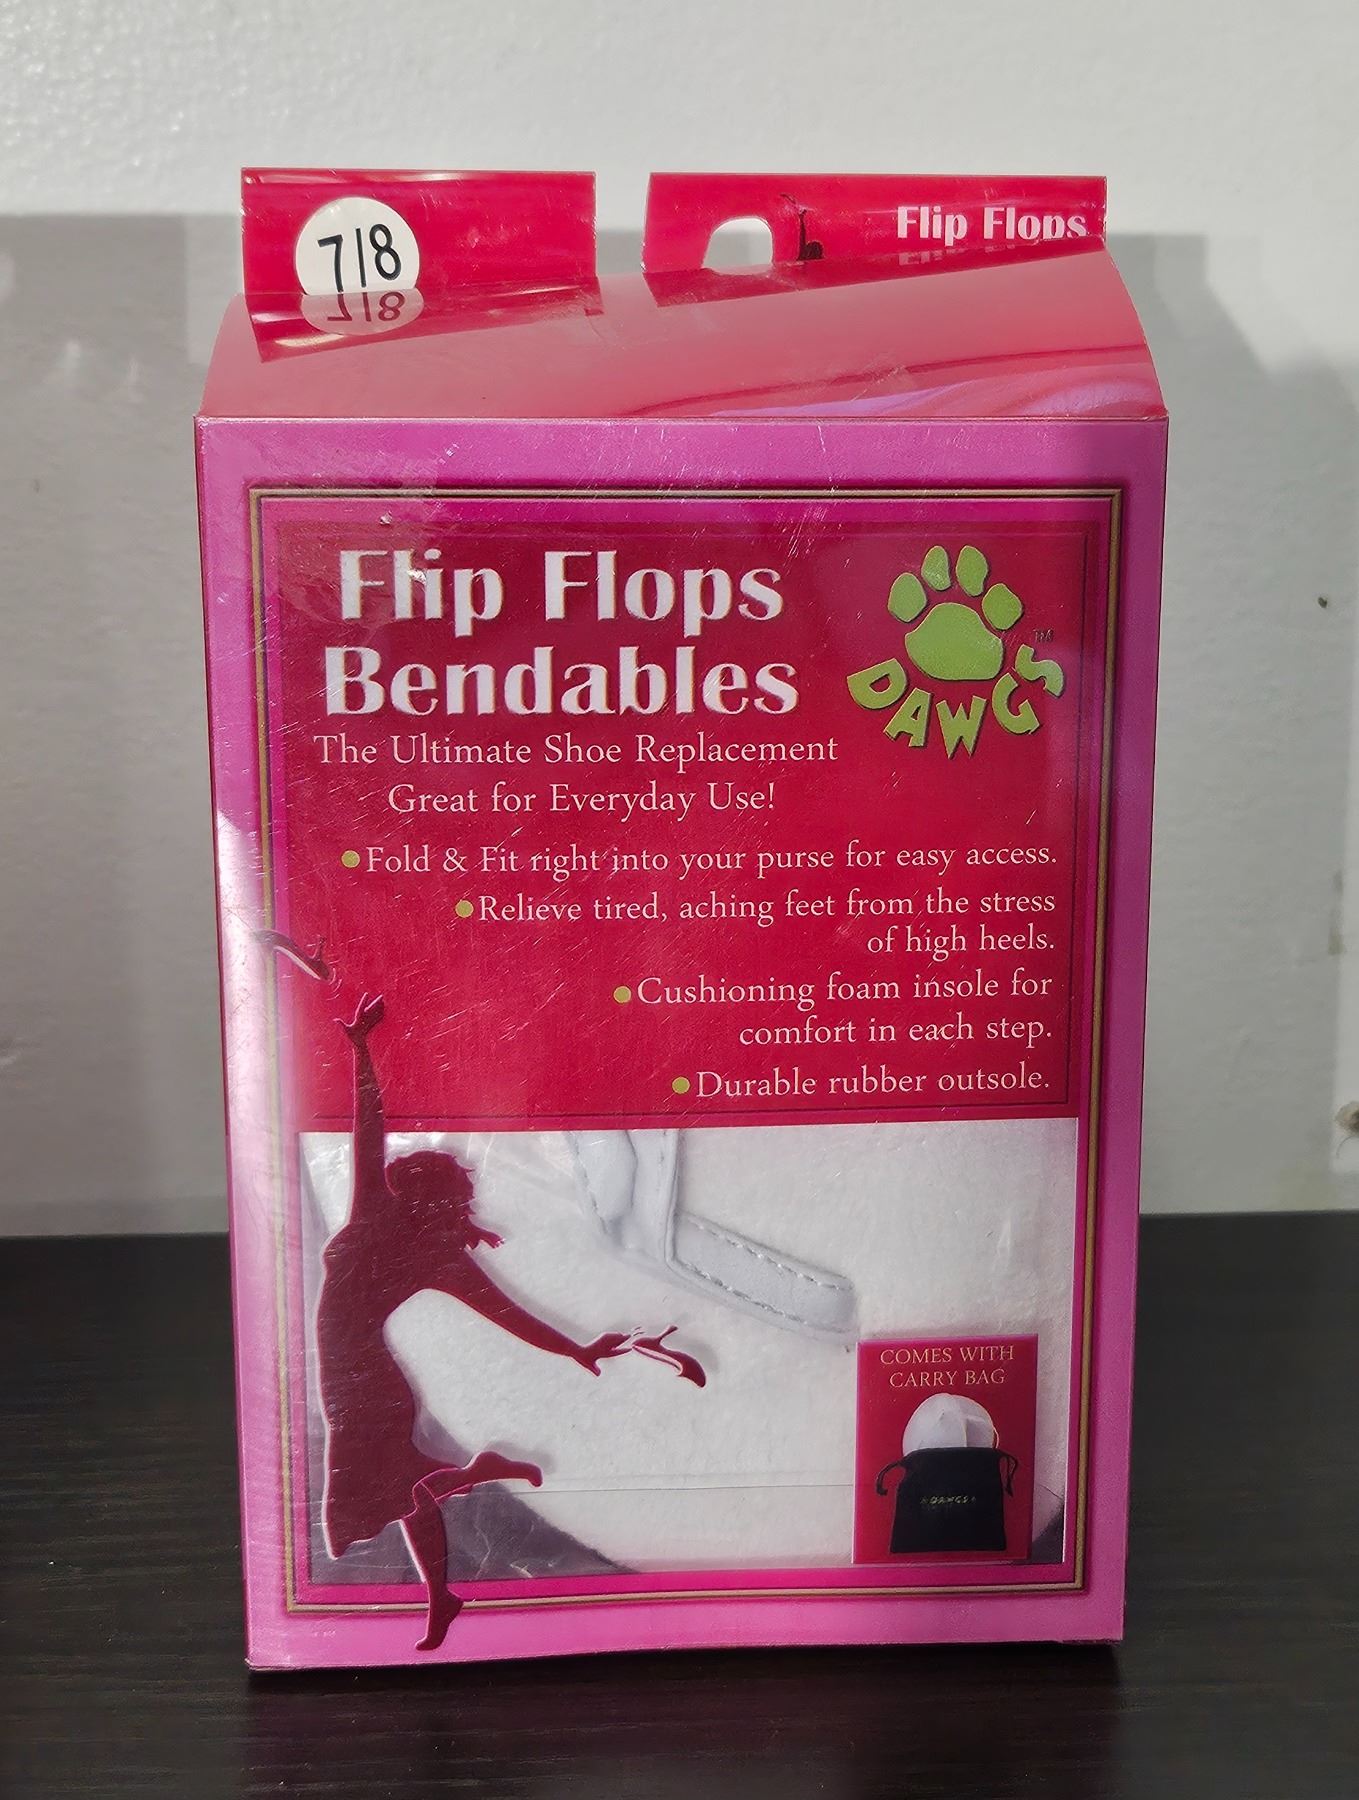 7/8
Flip Flops
Flip Flops
Bendables
DAWGS™
The Ultimate Shoe Replacement
Great for Everyday Use!
•Fold & Fit right into your purse for easy access.
•Relieve tired, aching feet from the stress
of high heels.
•Cushioning foam insole for
comfort in each step.
•Durable rubber outsole.
COMES WITH
CARRY BAG
DAWGS